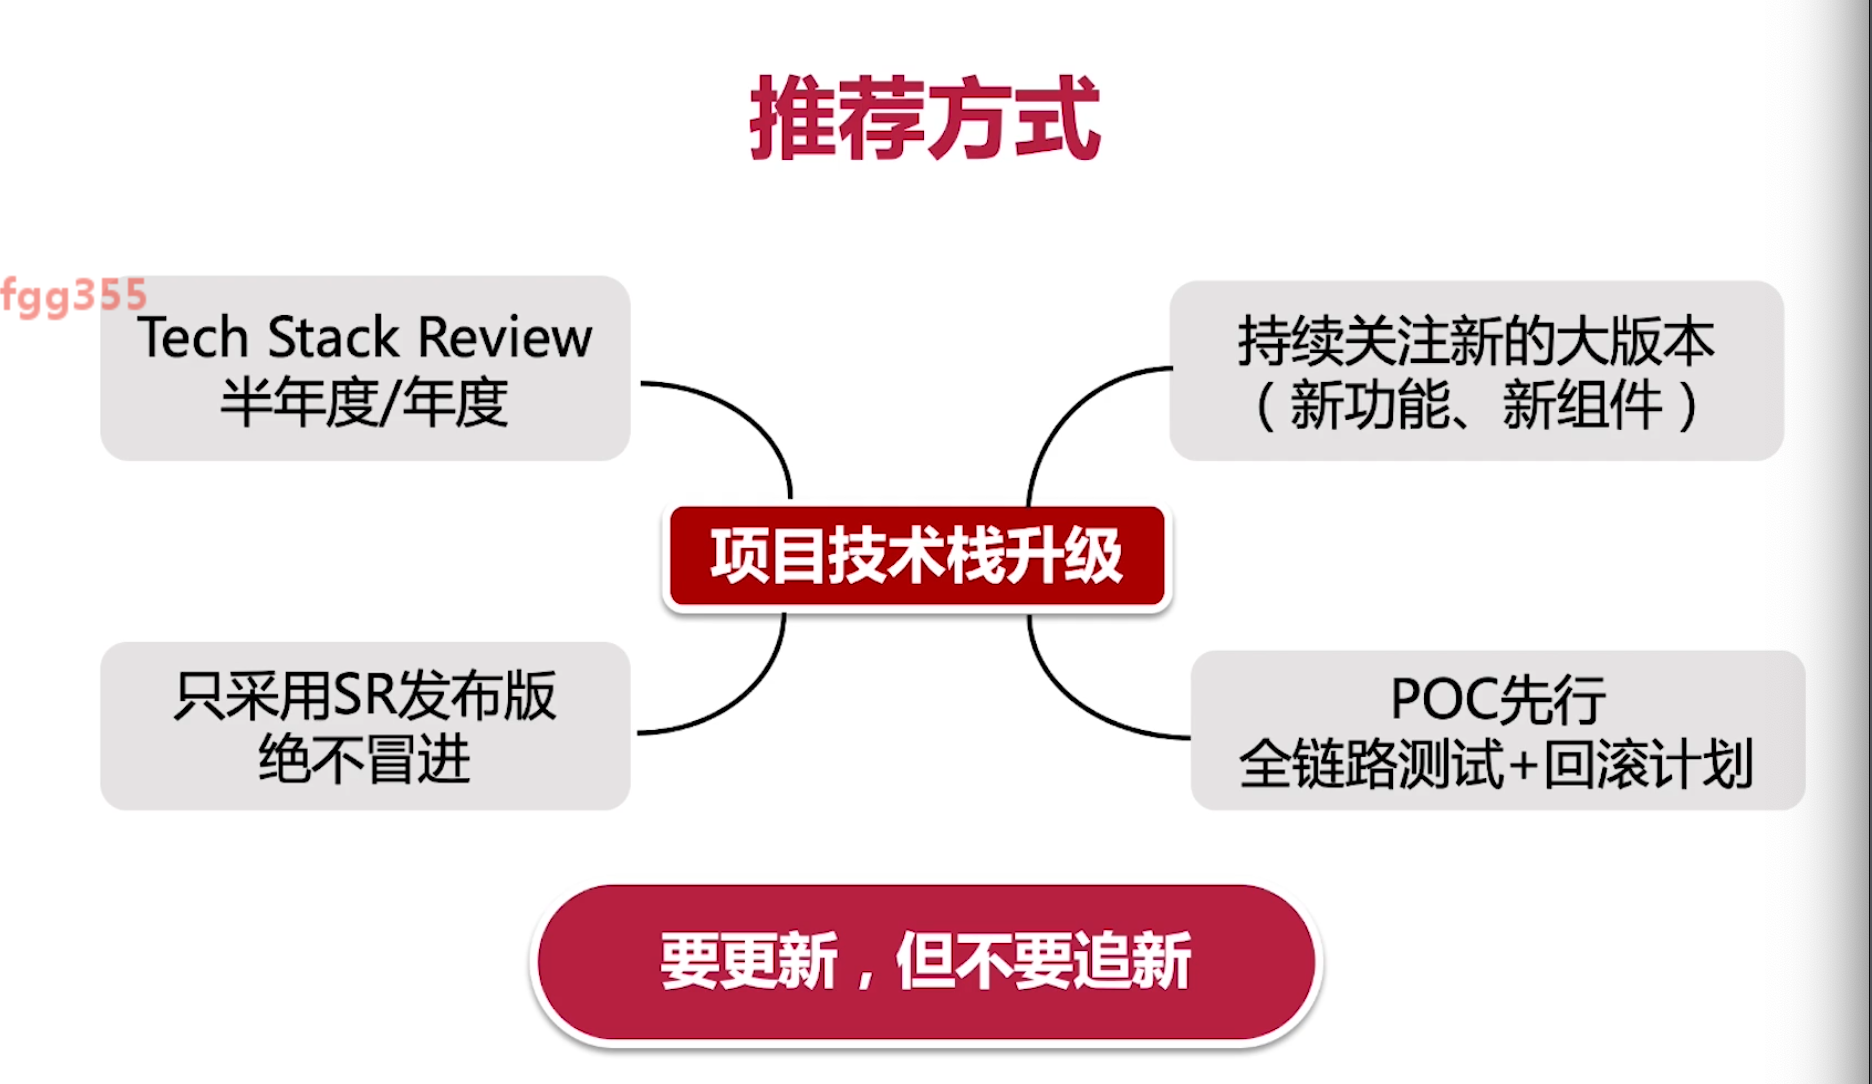 推荐方式
fgg355
Tech Stack Review
半年度/年度
持续关注新的大版本
（新功能、新组件）
项目技术栈升级
只采用SR发布版
绝不冒进
POC先行
全链路测试+回滚计划
要更新，但不要追新